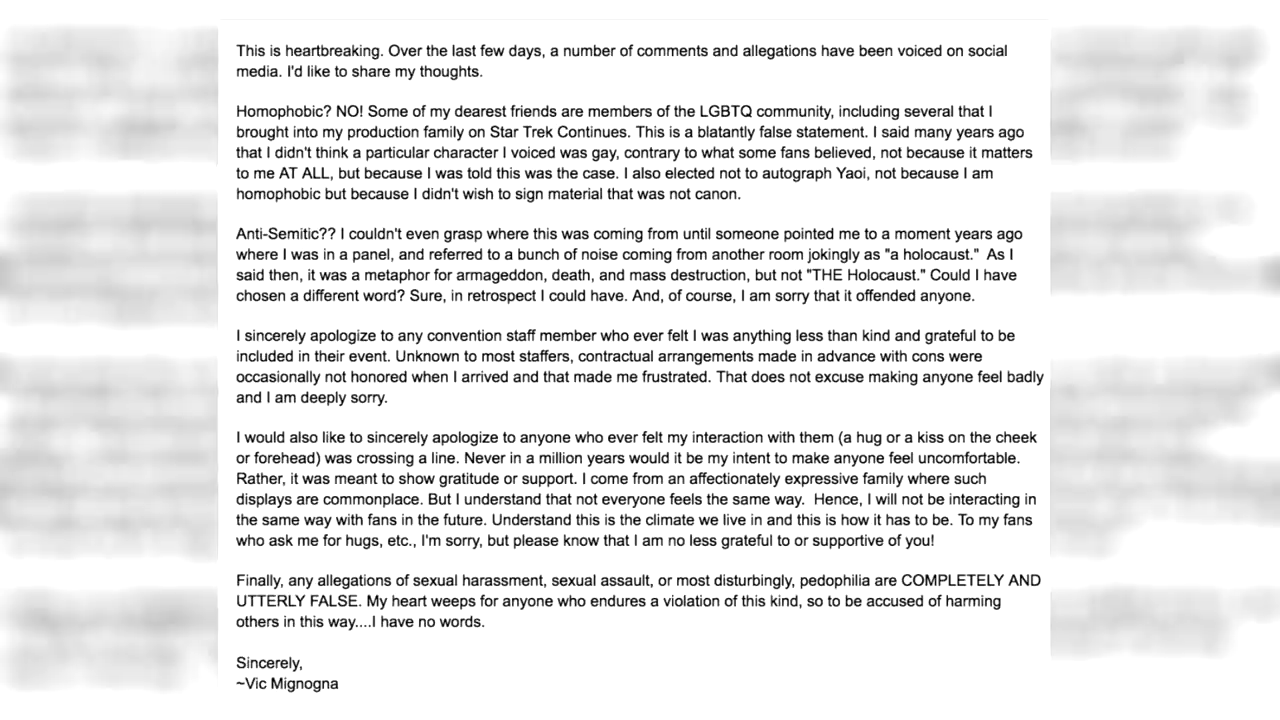 This is heartbreaking. Over the last few days, a number of comments and allegations have been voiced on social
media. I'd like to share my thoughts.
Homophobic? NO! Some of my dearest friends are members of the LGBTQ community, including several that I
brought into my production family on Star Trek Continues. This is a blatantly false statement. I said many years ago
that I didn't think a particular character I voiced was gay, contrary to what some fans believed, not because it matters
to me AT ALL, but because I was told this was the case. I also elected not to autograph Yaoi, not because I am
homophobic but because I didn't wish to sign material that was not canon.
Anti-Semitic?? I couldn't even grasp where this was coming from until someone pointed me to a moment years ago
where I was in a panel, and referred to a bunch of noise coming from another room jokingly as "a holocaust."  As I
said then, it was a metaphor for armageddon, death, and mass destruction, but not "THE Holocaust." Could I have
chosen a different word? Sure, in retrospect I could have. And, of course, I am sorry that it offended anyone.
I sincerely apologize to any convention staff member who ever felt I was anything less than kind and grateful to be
included in their event. Unknown to most staffers, contractual arrangements made in advance with cons were
occasionally not honored when I arrived and that made me frustrated. That does not excuse making anyone feel badly
and I am deeply sorry.
I would also like to sincerely apologize to anyone who ever felt my interaction with them (a hug or a kiss on the cheek
or forehead) was crossing a line. Never in a million years would it be my intent to make anyone feel uncomfortable.
Rather, it was meant to show gratitude or support. I come from an affectionately expressive family where such
displays are commonplace. But I understand that not everyone feels the same way.  Hence, I will not be interacting in
the same way with fans in the future. Understand this is the climate we live in and this is how it has to be. To my fans
who ask me for hugs, etc., I'm sorry, but please know that I am no less grateful to or supportive of you!
Finally, any allegations of sexual harassment, sexual assault, or most disturbingly, pedophilia are COMPLETELY AND
UTTERLY FALSE. My heart weeps for anyone who endures a violation of this kind, so to be accused of harming
others in this way....I have no words.
Sincerely,
~Vic Mignogna